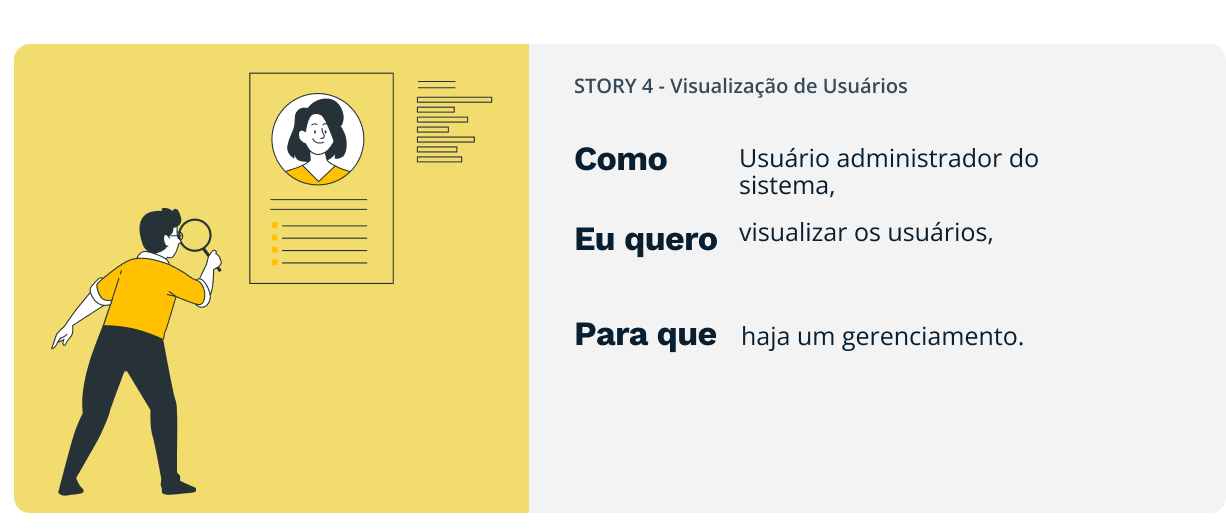 STORY 4 - Visualização de Usuários
Como
Usuário administrador do
sistema,
Eu quero
visualizar os usuários,
Para que
haja um gerenciamento.